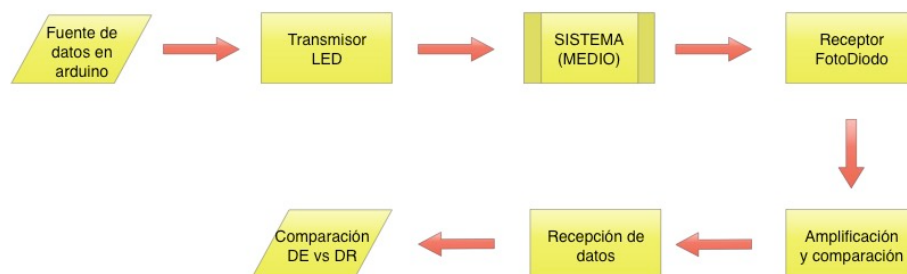 Fuente de
datos en
arduino
Transmisor
LED
SISTEMA
(MEDIO)
Receptor
FotoDiodo
Amplificación
y comparación
Recepción de
datos
Comparación
DE vs DR